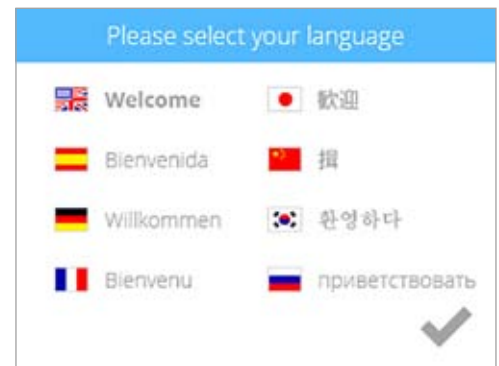 Please select your language
Welcome
歓迎
Bienvenida
揖
Willkommen
환영하다
Bienvenu
приветствовать